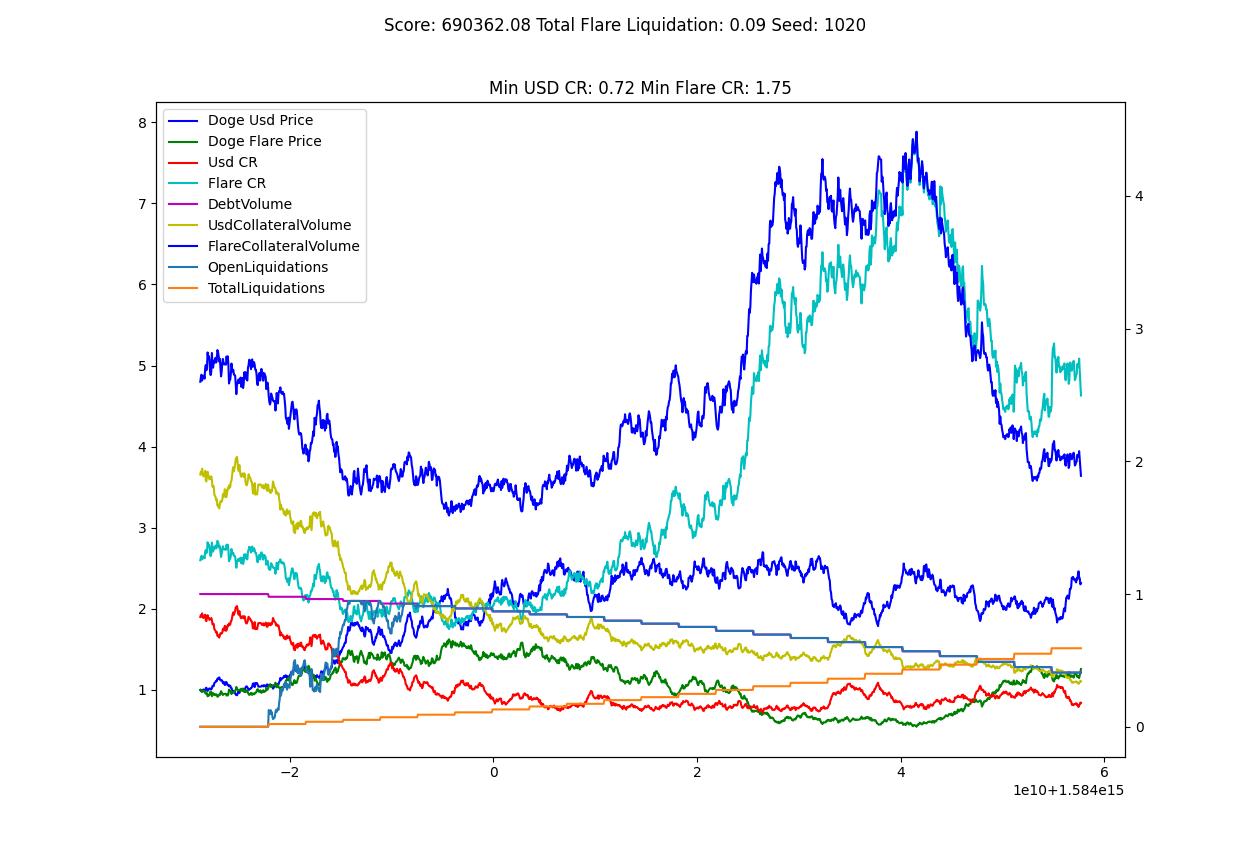 Score: 690362.08 Total Flare Liquidation: 0.09 Seed: 1020
Min USD CR: 0.72 Min Flare CR: 1.75
Doge Usd Price
Doge Flare Price
Usd CR
Flare CR
DebtVolume
UsdCollateralVolume
FlareCollateralVolume
OpenLiquidations
TotalLiquidations
8
7
6
5
4
3
2
1
4
3
2
1
0
−2 0 2 4 6
1e10+1.584e15